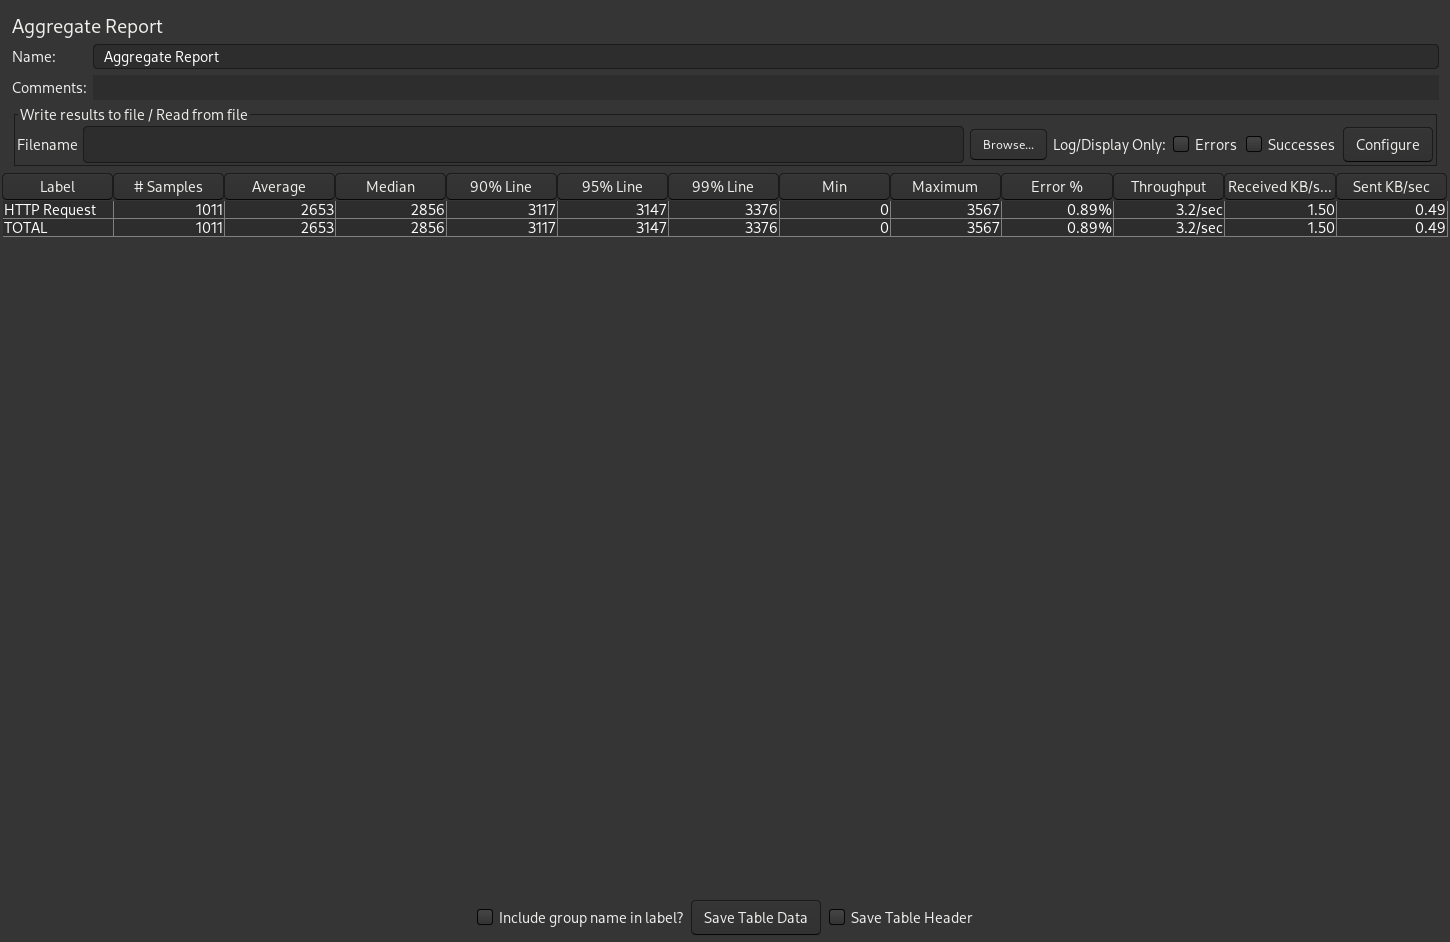 Aggregate Report
Name: Aggregate Report
Comments:
Write results to file / Read from file
Filename Browse... Log/Display Only: Errors Successes Configure
Label # Samples Average Median 90% Line 95% Line 99% Line Min Maximum Error % Throughput Received KB/s... Sent KB/sec
HTTP Request 1011 2653 2856 3117 3147 3376 0 3567 0.89% 3.2/sec 1.50 0.49
TOTAL 1011 2653 2856 3117 3147 3376 0 3567 0.89% 3.2/sec 1.50 0.49
Include group name in label? Save Table Data Save Table Header